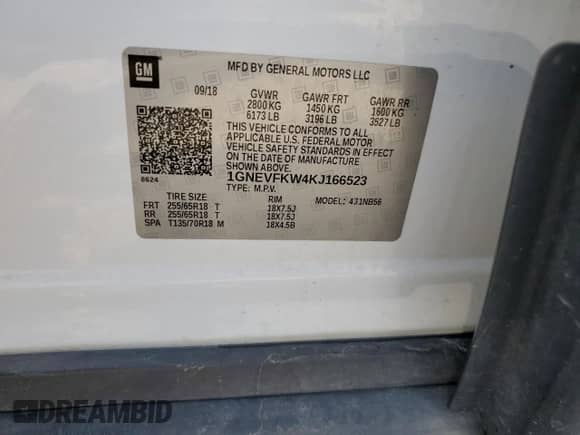 GM
MFD BY GENERAL MOTORS LLC
09/18 GVWR GAWR FRT GAWR RR
2800 KG 1450 KG 1600 KG
6173 LB 3196 LB 3527 LB
THIS VEHICLE CONFORMS TO ALL
APPLICABLE U.S. FEDERAL MOTOR
VEHICLE SAFETY STANDARDS IN EFFECT
ON THE DATE OF MANUFACTURE
SHOWN ABOVE.
8624 1GNEVFKW4KJ166523
TYPE: M.P.V.
TIRE SIZE RIM MODEL: 431NB56
FRT 255/65R18 T 18X7.5J
RR 255/65R18 T 18X7.5J
SPA T135/70R18 M 18X4.5B
DREAMBID